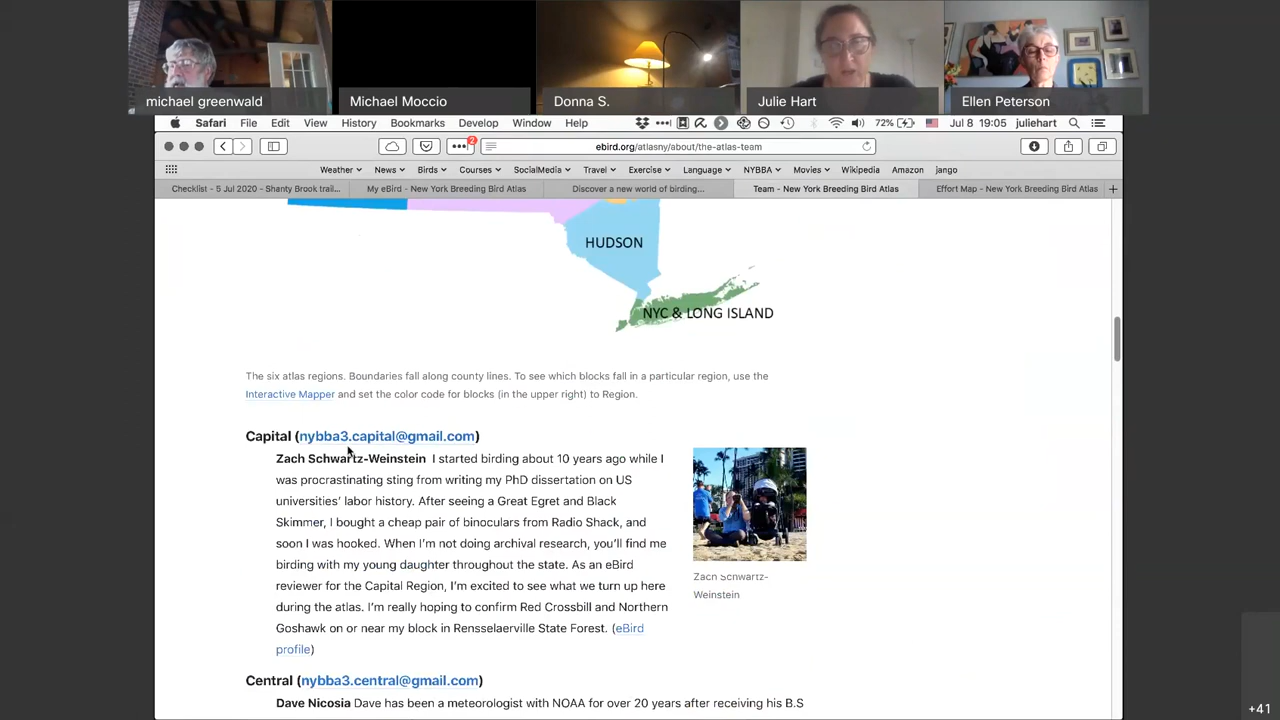 michael greenwald
Michael Moccio
Donna S.
Julie Hart
Ellen Peterson
Safari File Edit View History Bookmarks Develop Window Help 72% Jul 8 19:05 juliehart
2
ebird.org/atlasny/about/the-atlas-team
Weather News Birds Courses SocialMedia Travel Exercise Language NYBBA Movies Wikipedia Amazon jango
Checklist - 5 Jul 2020 - Shanty Brook trail... My eBird - New York Breeding Bird Atlas Discover a new world of birding... Team - New York Breeding Bird Atlas Effort Map - New York Breeding Bird Atlas
HUDSON
NYC & LONG ISLAND
The six atlas regions. Boundaries fall along county lines. To see which blocks fall in a particular region, use the
Interactive Mapper and set the color code for blocks (in the upper right) to Region.
Capital (nybba3.capital@gmail.com)
Zach Schwartz-Weinstein I started birding about 10 years ago while I
was procrastinating sting from writing my PhD dissertation on US
universities' labor history. After seeing a Great Egret and Black
Skimmer, I bought a cheap pair of binoculars from Radio Shack, and
soon I was hooked. When I'm not doing archival research, you'll find me
birding with my young daughter throughout the state. As an eBird
reviewer for the Capital Region, I'm excited to see what we turn up here
during the atlas. I'm really hoping to confirm Red Crossbill and Northern
Goshawk on or near my block in Rensselaerville State Forest. (eBird
profile)
Zach Schwartz-
Weinstein
Central (nybba3.central@gmail.com)
Dave Nicosia Dave has been a meteorologist with NOAA for over 20 years after receiving his B.S
+41